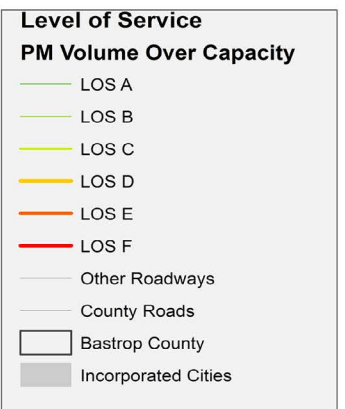 Level of Service
PM Volume Over Capacity
LOS A
LOS B
LOS C
LOS D
LOS E
LOS F
Other Roadways
County Roads
Bastrop County
Incorporated Cities